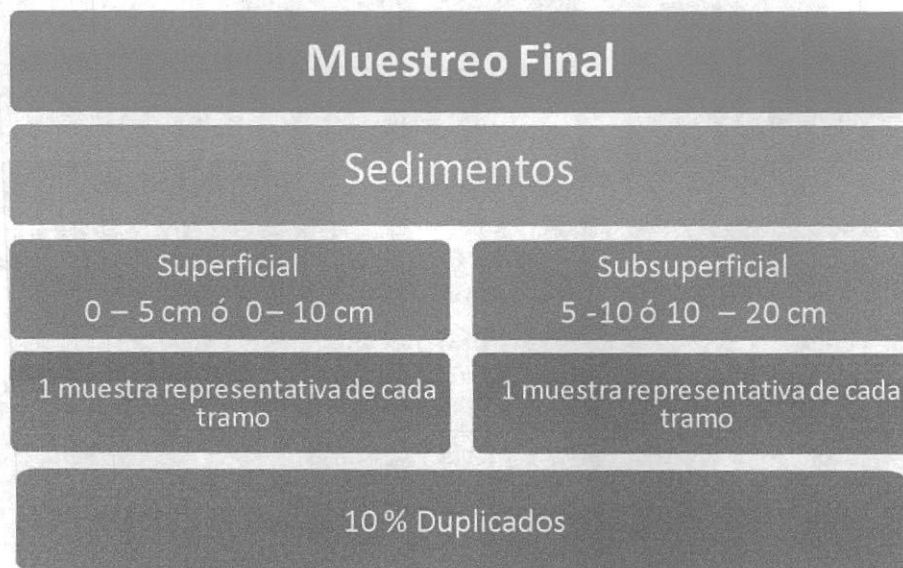 Muestreo Final
Sedimentos
Superficial
0 – 5 cm ó 0 – 10 cm
Subsuperficial
5 -10 ó 10 – 20 cm
1 muestra representativa de cada
tramo
1 muestra representativa de cada
tramo
10 % Duplicados